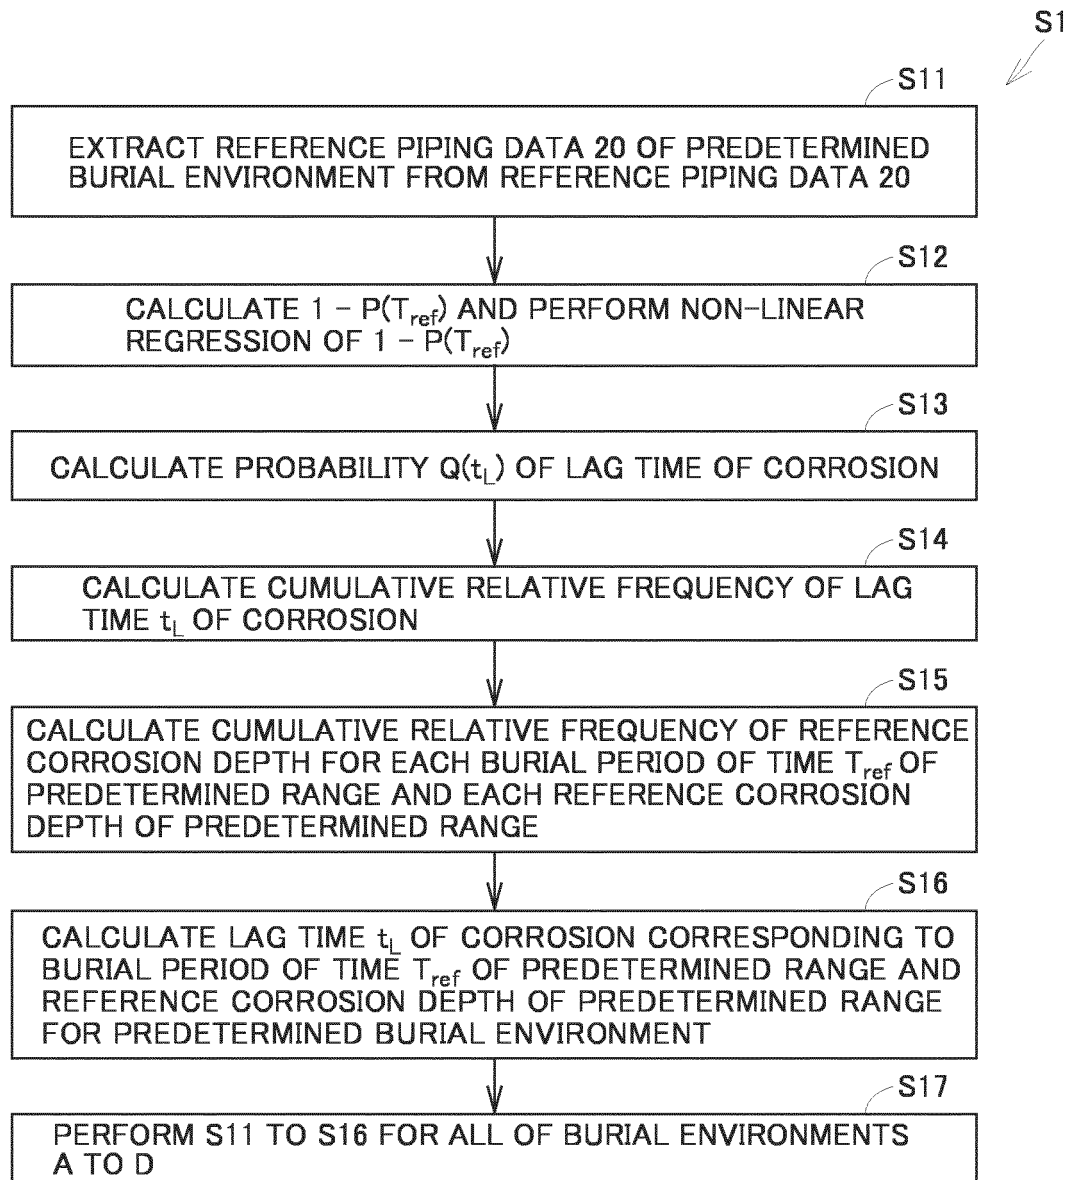 S1
S11
EXTRACT REFERENCE PIPING DATA 20 OF PREDETERMINED
BURIAL ENVIRONMENT FROM REFERENCE PIPING DATA 20
S12
CALCULATE 1 – P(Tref) AND PERFORM NON-LINEAR
REGRESSION OF 1 – P(Tref)
S13
CALCULATE PROBABILITY Q(tL) OF LAG TIME OF CORROSION
S14
CALCULATE CUMULATIVE RELATIVE FREQUENCY OF LAG
TIME tL OF CORROSION
S15
CALCULATE CUMULATIVE RELATIVE FREQUENCY OF REFERENCE
CORROSION DEPTH FOR EACH BURIAL PERIOD OF TIME Tref OF
PREDETERMINED RANGE AND EACH REFERENCE CORROSION
DEPTH OF PREDETERMINED RANGE
S16
CALCULATE LAG TIME tL OF CORROSION CORRESPONDING TO
BURIAL PERIOD OF TIME Tref OF PREDETERMINED RANGE AND
REFERENCE CORROSION DEPTH OF PREDETERMINED RANGE
FOR PREDETERMINED BURIAL ENVIRONMENT
S17
PERFORM S11 TO S16 FOR ALL OF BURIAL ENVIRONMENTS
A TO D